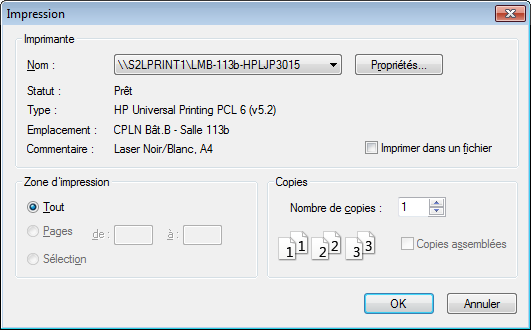 Impression
Imprimante
Nom : \\S2LPRINT1\LMB-113b-HPLJP3015 Propriétés...
Statut : Prêt
Type : HP Universal Printing PCL 6 (v5.2)
Emplacement : CPLN Bât.B - Salle 113b
Commentaire : Laser Noir/Blanc, A4 Imprimer dans un fichier
Zone d'impression
Tout
Pages de : à :
Sélection
Copies
Nombre de copies : 1
1 1 2 2 3 3 Copies assemblées
OK Annuler